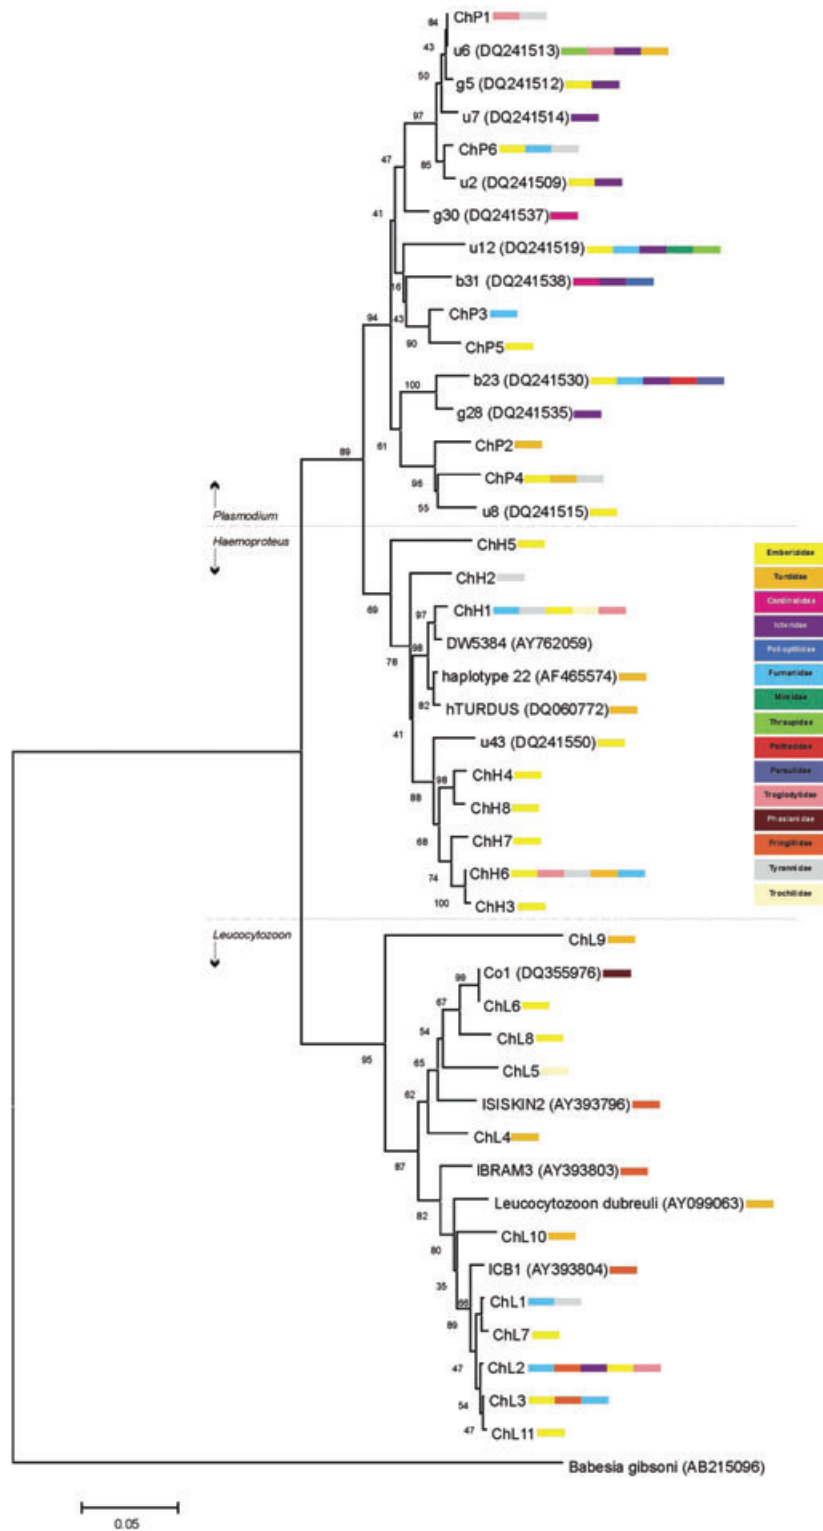 ChP1
84
43
u6 (DQ241513)
50
g5 (DQ241512)
97
u7 (DQ241514)
ChP6
47
85
u2 (DQ241509)
41
g30 (DQ241537)
u12 (DQ241519)
16
b31 (DQ241538)
94
43
ChP3
90
ChP5
100
b23 (DQ241530)
g28 (DQ241535)
89
61
ChP2
96
ChP4
55
u8 (DQ241515)
Plasmodium
Haemoproteus
ChH5
Emberizidae
ChH2
Turdidae
69
97
ChH1
Cardinalidae
98
DW5384 (AY762059)
Icteridae
78
Polioptilidae
haplotype 22 (AF465574)
Furnariidae
82
hTURDUS (DQ060772)
Mimidae
41
Thraupidae
u43 (DQ241550)
Psittacidae
88
98
ChH4
Parulidae
ChH8
Troglodytidae
68
ChH7
Phasianidae
Fringillidae
74
ChH6
Tyrannidae
100
ChH3
Trochilidae
Leucocytozoon
ChL9
99
Co1 (DQ355976)
67
ChL6
54
ChL8
95
65
ChL5
62
ISISKIN2 (AY393796)
ChL4
87
IBRAM3 (AY393803)
82
Leucocytozoon dubreuli (AY099063)
80
ChL10
35
ICB1 (AY393804)
66
ChL1
89
ChL7
47
ChL2
54
ChL3
47
ChL11
Babesia gibsoni (AB215096)
0.05